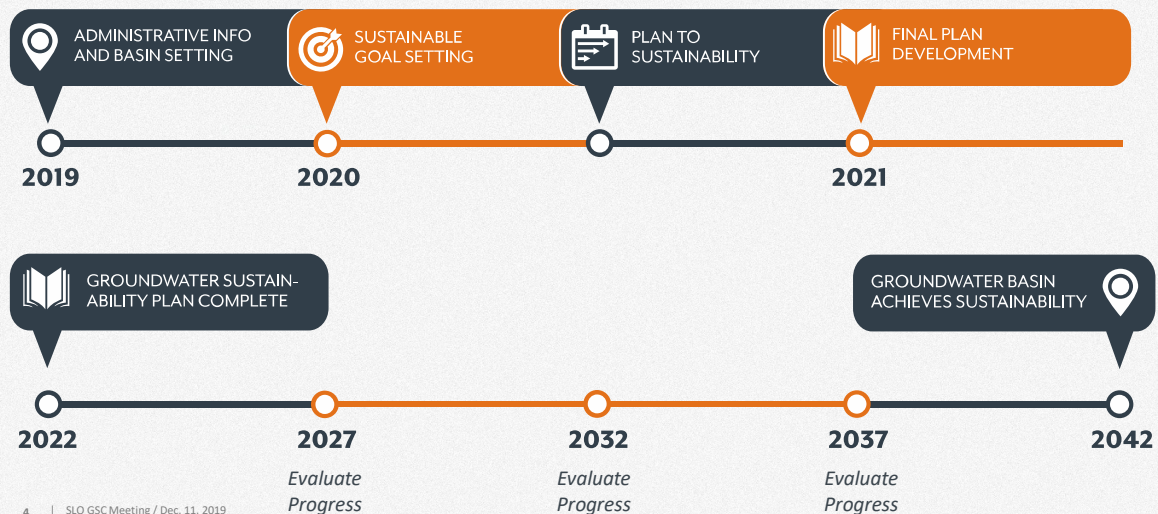 ADMINISTRATIVE INFO
AND BASIN SETTING
SUSTAINABLE
GOAL SETTING
PLAN TO
SUSTAINABILITY
FINAL PLAN
DEVELOPMENT
2019
2020
2021
GROUNDWATER SUSTAIN-
ABILITY PLAN COMPLETE
GROUNDWATER BASIN
ACHIEVES SUSTAINABILITY
2022
2027
2032
2037
2042
Evaluate
Progress
Evaluate
Progress
Evaluate
Progress
4 | SLO GSC Meeting / Dec. 11, 2019